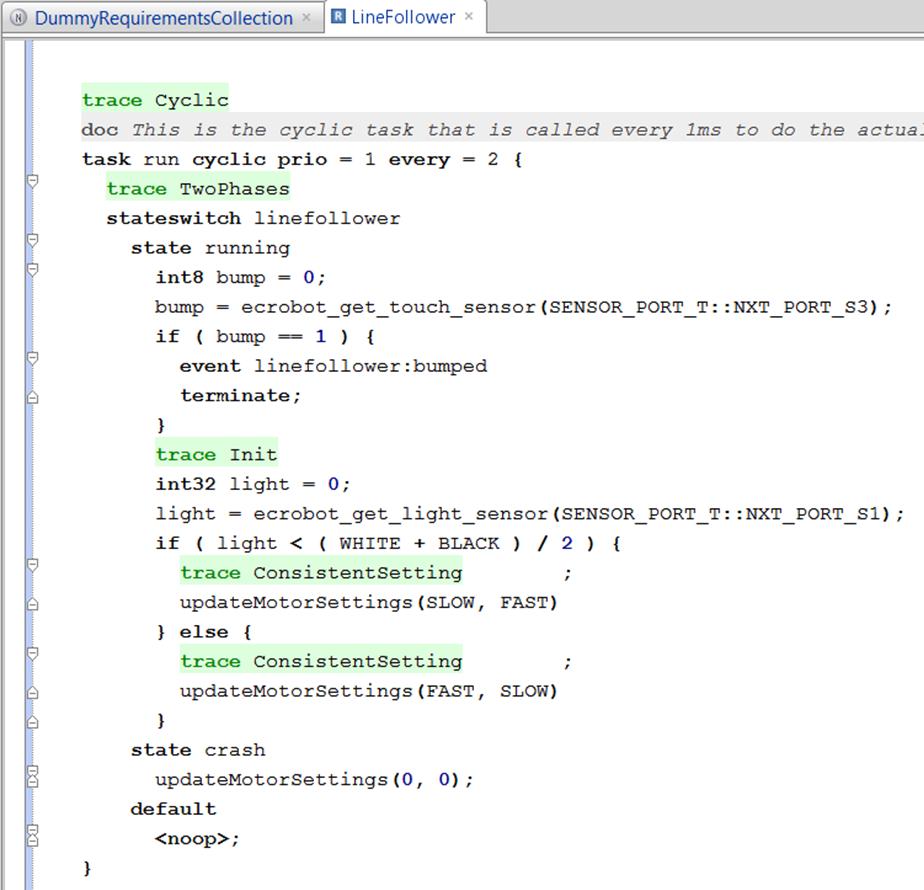 N DummyRequirementsCollection × R LineFollower ×
trace Cyclic
doc This is the cyclic task that is called every 1ms to do the actual
task run cyclic prio = 1 every = 2 {
trace TwoPhases
stateswitch linefollower
state running
int8 bump = 0;
bump = ecrobot_get_touch_sensor(SENSOR_PORT_T::NXT_PORT_S3);
if ( bump == 1 ) {
event linefollower:bumped
terminate;
}
trace Init
int32 light = 0;
light = ecrobot_get_light_sensor(SENSOR_PORT_T::NXT_PORT_S1);
if ( light < ( WHITE + BLACK ) / 2 ) {
trace ConsistentSetting ;
updateMotorSettings(SLOW, FAST)
} else {
trace ConsistentSetting ;
updateMotorSettings(FAST, SLOW)
}
state crash
updateMotorSettings(0, 0);
default
<noop>;
}